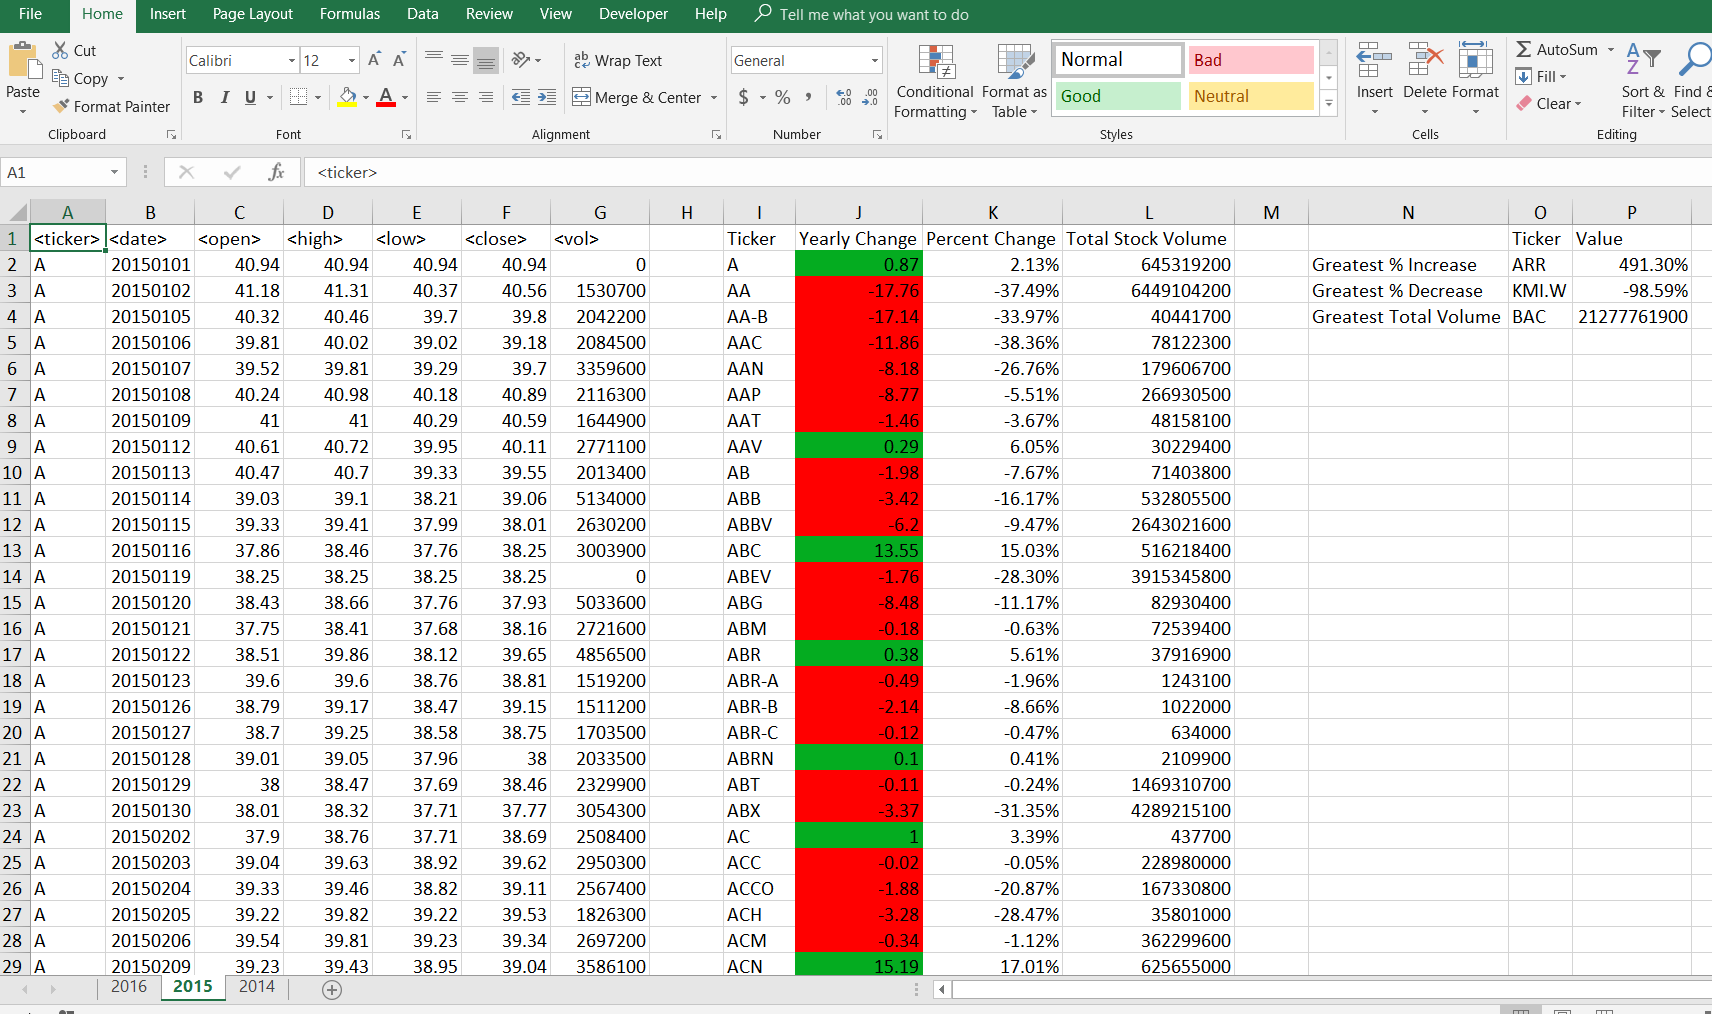 File Home Insert Page Layout Formulas Data Review View Developer Help Tell me what you want to do
Cut
Copy
Format Painter
Paste
Clipboard
Calibri 12 A A
B I U A
Font
ab c Wrap Text
Merge & Center
Alignment
General
$ % , .0 .00 .00 .0
Number
Conditional Formatting
Format as Table
Normal Bad
Good Neutral
Styles
Insert Delete Format
Cells
AutoSum
Fill
Clear
A Z
Sort & Filter
Find & Select
Editing
A1 fx <ticker>
A B C D E F G H I J K L M N O P
1 <ticker> <date> <open> <high> <low> <close> <vol> Ticker Yearly Change Percent Change Total Stock Volume Ticker Value
2 A 20150101 40.94 40.94 40.94 40.94 0 A 0.87 2.13% 645319200 Greatest % Increase ARR 491.30%
3 A 20150102 41.18 41.31 40.37 40.56 1530700 AA -17.76 -37.49% 6449104200 Greatest % Decrease KMI.W -98.59%
4 A 20150105 40.32 40.46 39.7 39.8 2042200 AA-B -17.14 -33.97% 40441700 Greatest Total Volume BAC 21277761900
5 A 20150106 39.81 40.02 39.02 39.18 2084500 AAC -11.86 -38.36% 78122300
6 A 20150107 39.52 39.81 39.29 39.7 3359600 AAN -8.18 -26.76% 179606700
7 A 20150108 40.24 40.98 40.18 40.89 2116300 AAP -8.77 -5.51% 266930500
8 A 20150109 41 41 40.29 40.59 1644900 AAT -1.46 -3.67% 48158100
9 A 20150112 40.61 40.72 39.95 40.11 2771100 AAV 0.29 6.05% 30229400
10 A 20150113 40.47 40.7 39.33 39.55 2013400 AB -1.98 -7.67% 71403800
11 A 20150114 39.03 39.1 38.21 39.06 5134000 ABB -3.42 -16.17% 532805500
12 A 20150115 39.33 39.41 37.99 38.01 2630200 ABBV -6.2 -9.47% 2643021600
13 A 20150116 37.86 38.46 37.76 38.25 3003900 ABC 13.55 15.03% 516218400
14 A 20150119 38.25 38.25 38.25 38.25 0 ABEV -1.76 -28.30% 3915345800
15 A 20150120 38.43 38.66 37.76 37.93 5033600 ABG -8.48 -11.17% 82930400
16 A 20150121 37.75 38.41 37.68 38.16 2721600 ABM -0.18 -0.63% 72539400
17 A 20150122 38.51 39.86 38.12 39.65 4856500 ABR 0.38 5.61% 37916900
18 A 20150123 39.6 39.6 38.76 38.81 1519200 ABR-A -0.49 -1.96% 1243100
19 A 20150126 38.79 39.17 38.47 39.15 1511200 ABR-B -2.14 -8.66% 1022000
20 A 20150127 38.7 39.25 38.58 38.75 1703500 ABR-C -0.12 -0.47% 634000
21 A 20150128 39.01 39.05 37.96 38 2033500 ABRN 0.1 0.41% 2109900
22 A 20150129 38 38.47 37.69 38.46 2329900 ABT -0.11 -0.24% 1469310700
23 A 20150130 38.01 38.32 37.71 37.77 3054300 ABX -3.37 -31.35% 4289215100
24 A 20150202 37.9 38.76 37.71 38.69 2508400 AC 1 3.39% 437700
25 A 20150203 39.04 39.63 38.92 39.62 2950300 ACC -0.02 -0.05% 228980000
26 A 20150204 39.33 39.46 38.82 39.11 2567400 ACCO -1.88 -20.87% 167330800
27 A 20150205 39.22 39.82 39.22 39.53 1826300 ACH -3.28 -28.47% 35801000
28 A 20150206 39.54 39.81 39.23 39.34 2697200 ACM -0.34 -1.12% 362299600
29 A 20150209 39.23 39.43 38.95 39.04 3586100 ACN 15.19 17.01% 625655000
2016 2015 2014